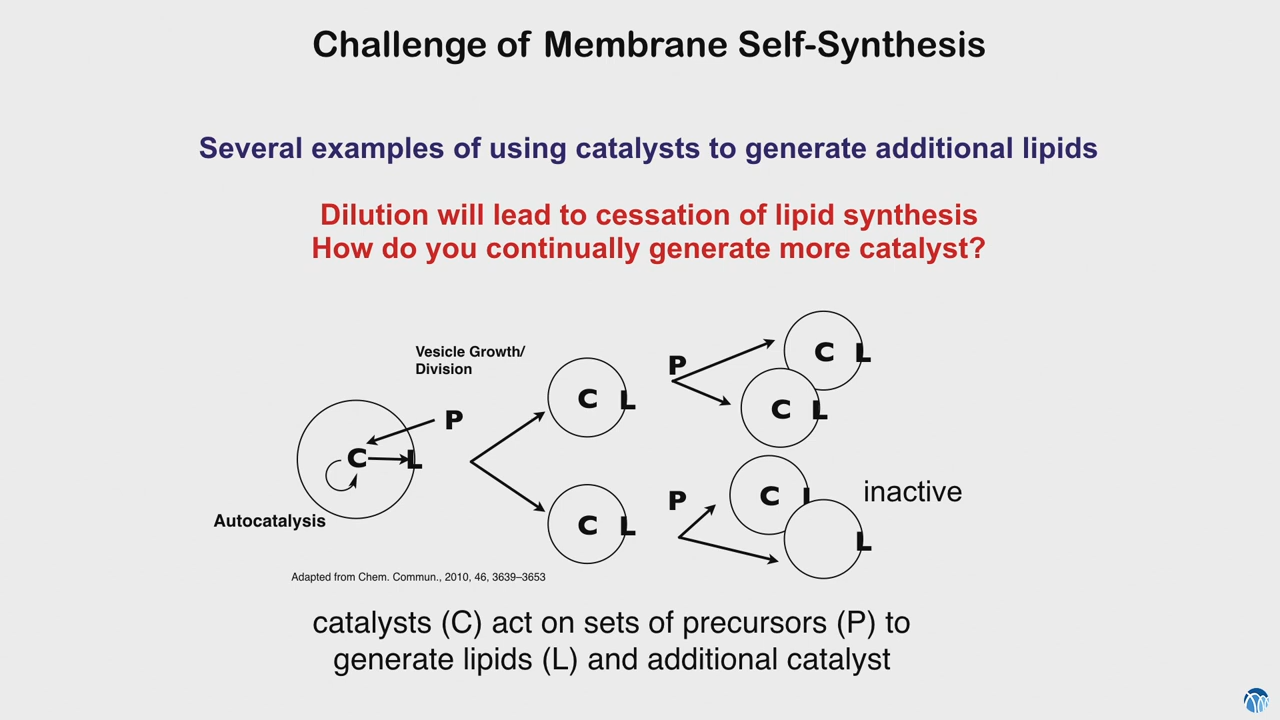 Challenge of Membrane Self-Synthesis
Several examples of using catalysts to generate additional lipids
Dilution will lead to cessation of lipid synthesis
How do you continually generate more catalyst?
Vesicle Growth/
Division
P
C
L
Autocatalysis
C L
C L
P
C L
C L
P
C L
inactive
L
Adapted from Chem. Commun., 2010, 46, 3639–3653
catalysts (C) act on sets of precursors (P) to
generate lipids (L) and additional catalyst